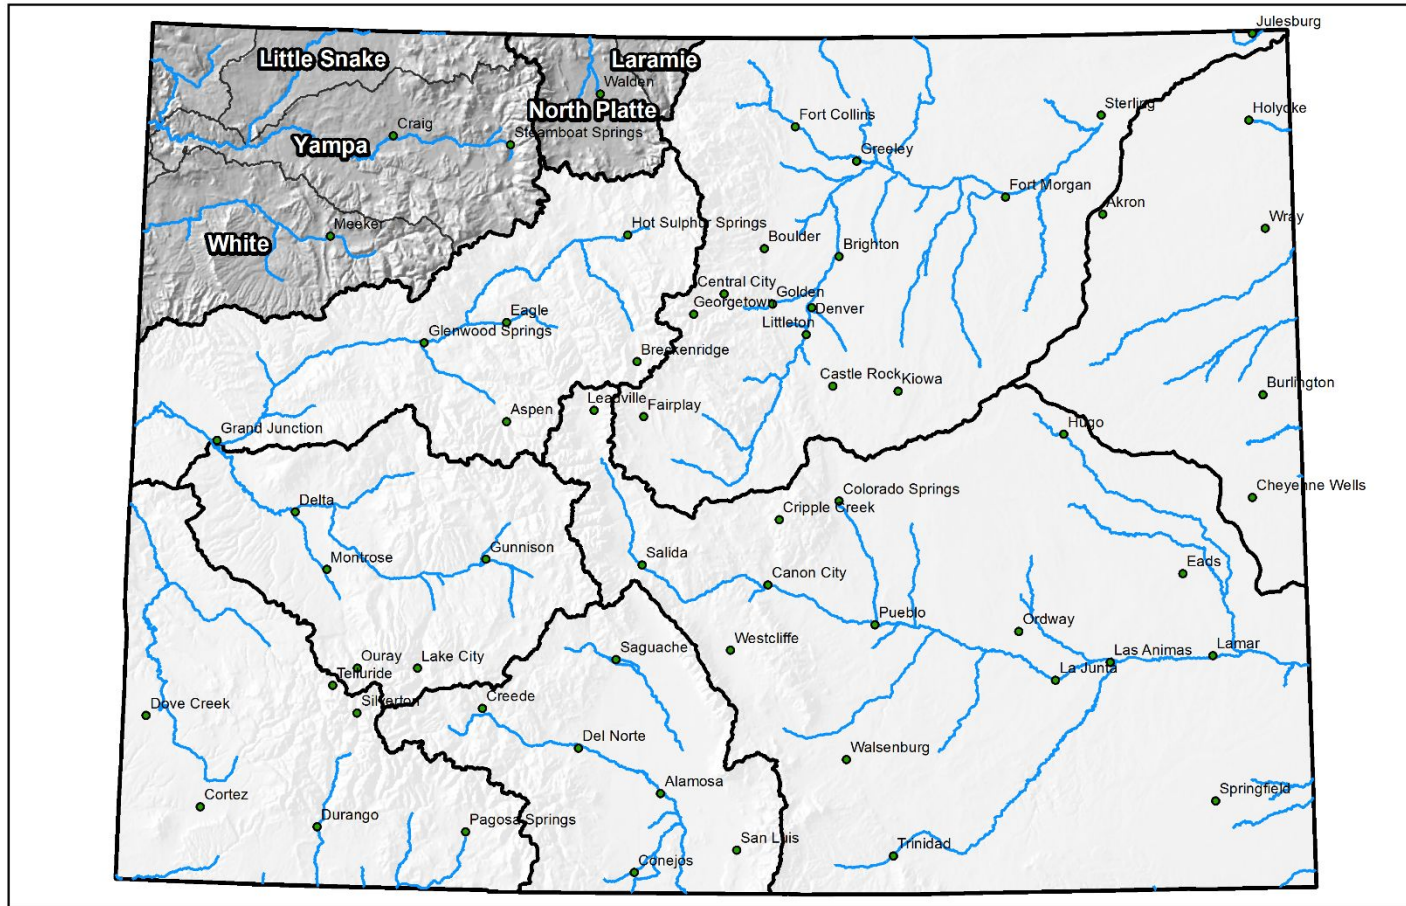 Julesburg
Little Snake
Laramie
Walden
North Platte
Sterling
Holyoke
Fort Collins
Craig
Steamboat Springs
Yampa
Greeley
Fort Morgan
Akron
Wray
Meeker
White
Hot Sulphur Springs
Boulder
Brighton
Central City
Golden
Georgetown
Denver
Eagle
Littleton
Glenwood Springs
Breckenridge
Castle Rock
Kiowa
Burlington
Leadville
Aspen
Fairplay
Grand Junction
Hugo
Cheyenne Wells
Colorado Springs
Delta
Cripple Creek
Gunnison
Salida
Montrose
Canon City
Eads
Pueblo
Ordway
Westcliffe
Saguache
Las Animas
Lamar
Ouray
Lake City
La Junta
Telluride
Creede
Silverton
Dove Creek
Del Norte
Walsenburg
Alamosa
Springfield
Cortez
Durango
Pagosa Springs
San Luis
Trinidad
Conejos